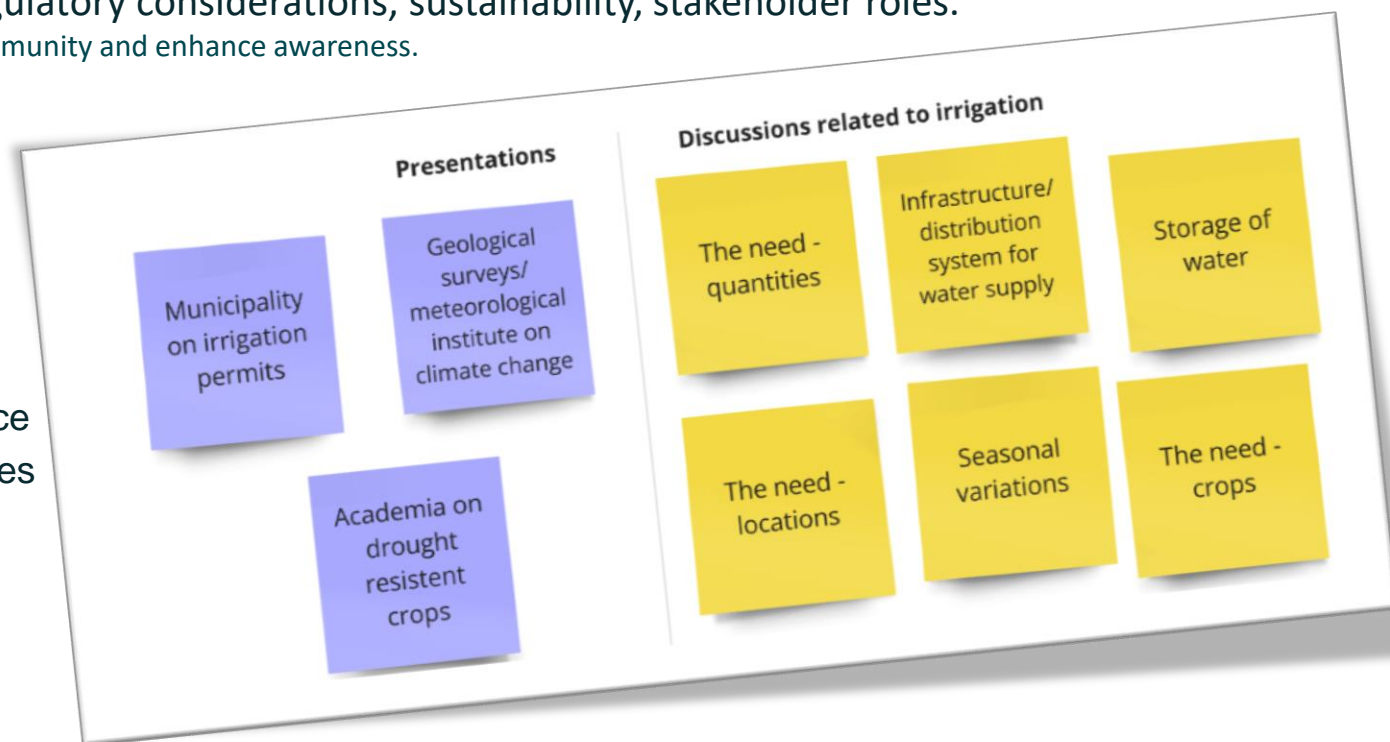 gulatory considerations, sustainability, stakeholder roles.
munity and enhance awareness.
ce
es
Presentations
Municipality
on irrigation
permits
Geological
surveys/
meteorological
institute on
climate change
Academia on
drought
resistent
crops
Discussions related to irrigation
The need -
quantities
Infrastructure/
distribution
system for
water supply
Storage of
water
The need -
locations
Seasonal
variations
The need -
crops